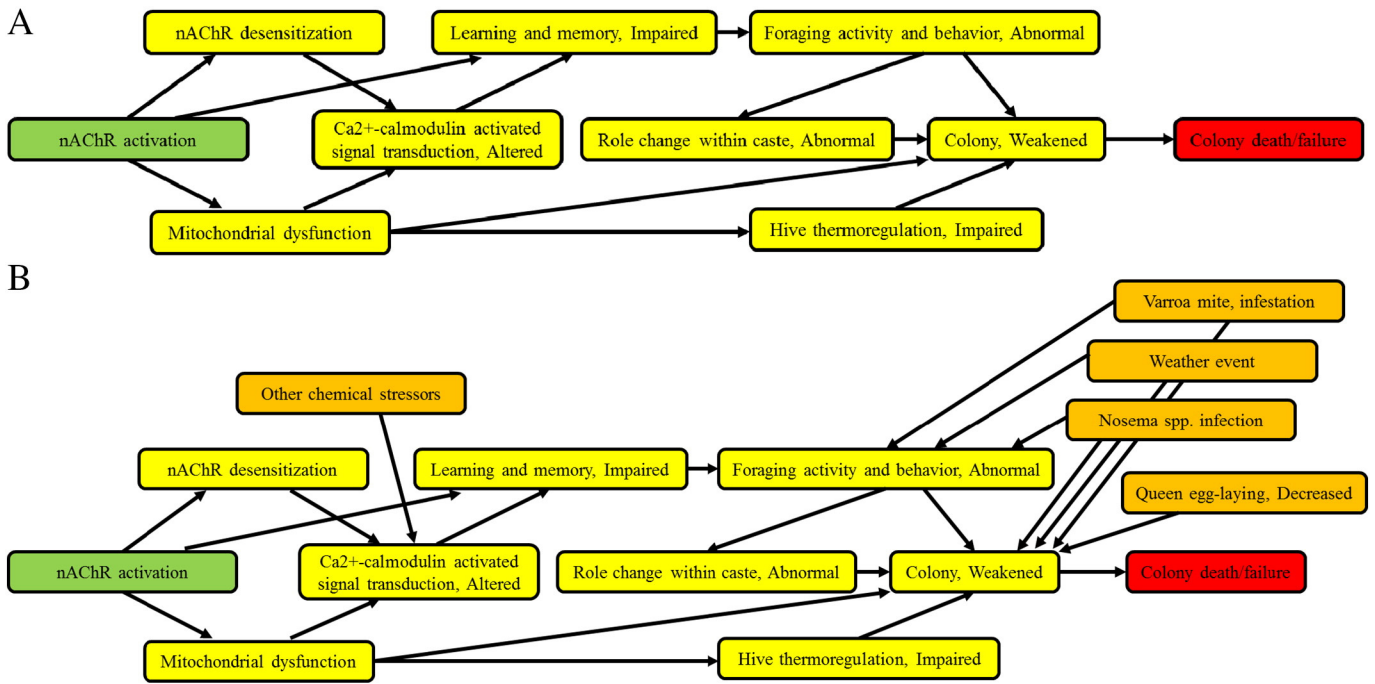 A
nAChR desensitization
Learning and memory, Impaired
Foraging activity and behavior, Abnormal
nAChR activation
Ca2+-calmodulin activated
signal transduction, Altered
Role change within caste, Abnormal
Colony, Weakened
Colony death/failure
Mitochondrial dysfunction
Hive thermoregulation, Impaired
B
Varroa mite, infestation
Weather event
Other chemical stressors
Nosema spp. infection
nAChR desensitization
Learning and memory, Impaired
Foraging activity and behavior, Abnormal
Queen egg-laying, Decreased
nAChR activation
Ca2+-calmodulin activated
signal transduction, Altered
Role change within caste, Abnormal
Colony, Weakened
Colony death/failure
Mitochondrial dysfunction
Hive thermoregulation, Impaired